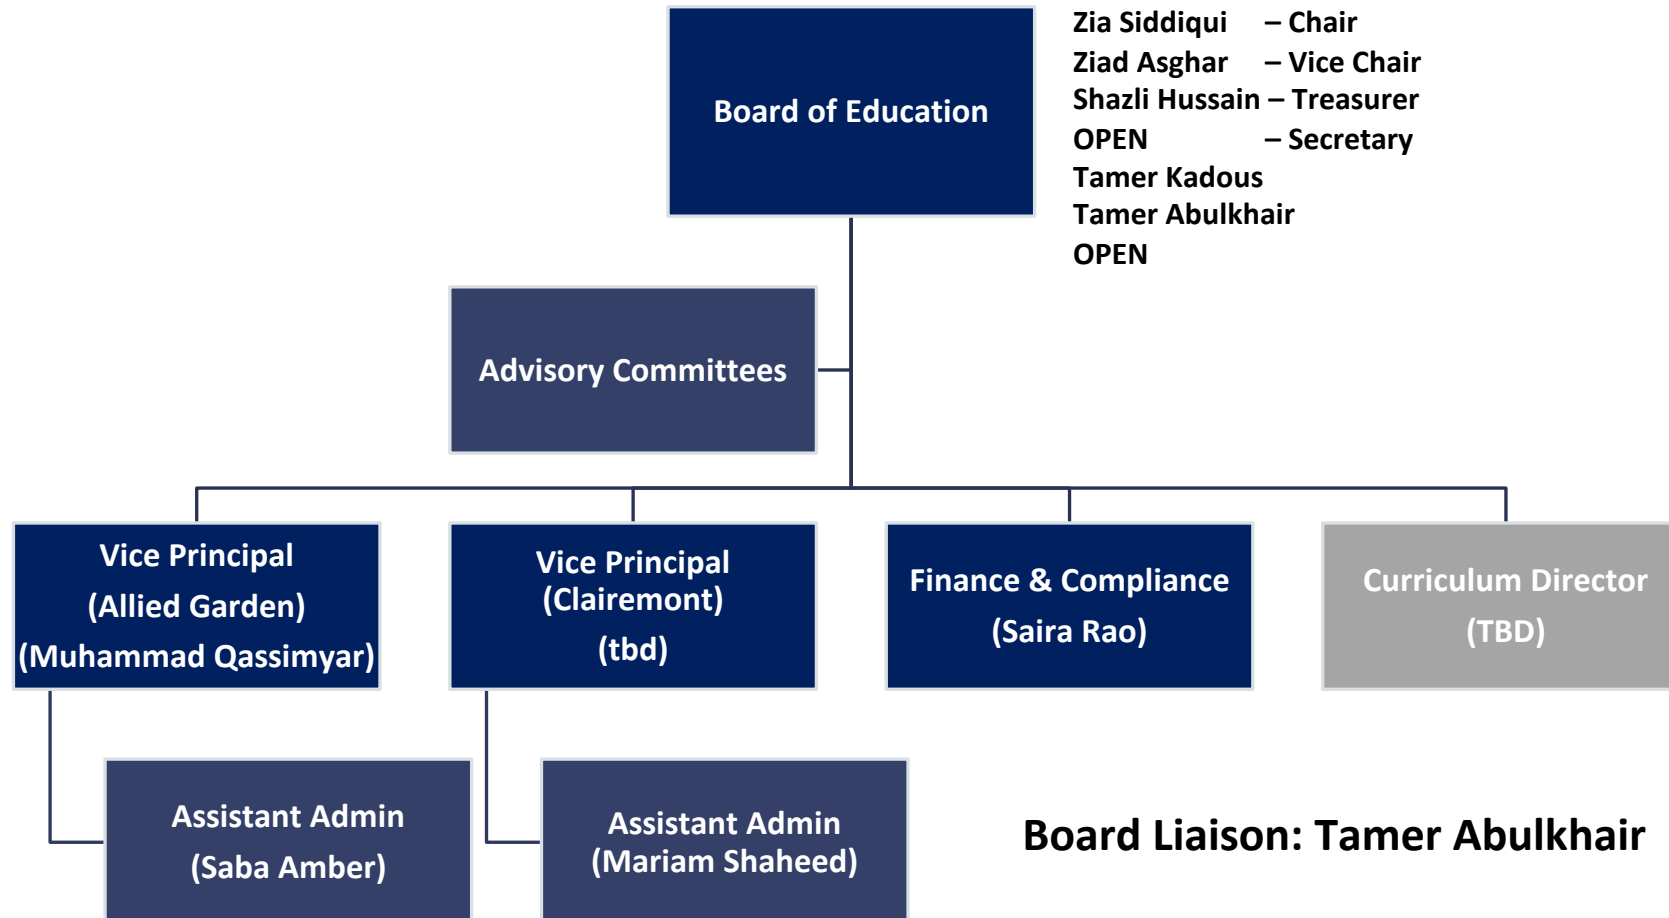 Zia Siddiqui – Chair
Ziad Asghar – Vice Chair
Shazli Hussain – Treasurer
OPEN – Secretary
Tamer Kadous
Tamer Abulkhair
OPEN
Board of Education
Advisory Committees
Vice Principal
(Allied Garden)
(Muhammad Qassimyar)
Vice Principal
(Clairemont)
(tbd)
Finance & Compliance
(Saira Rao)
Curriculum Director
(TBD)
Assistant Admin
(Saba Amber)
Assistant Admin
(Mariam Shaheed)
Board Liaison: Tamer Abulkhair